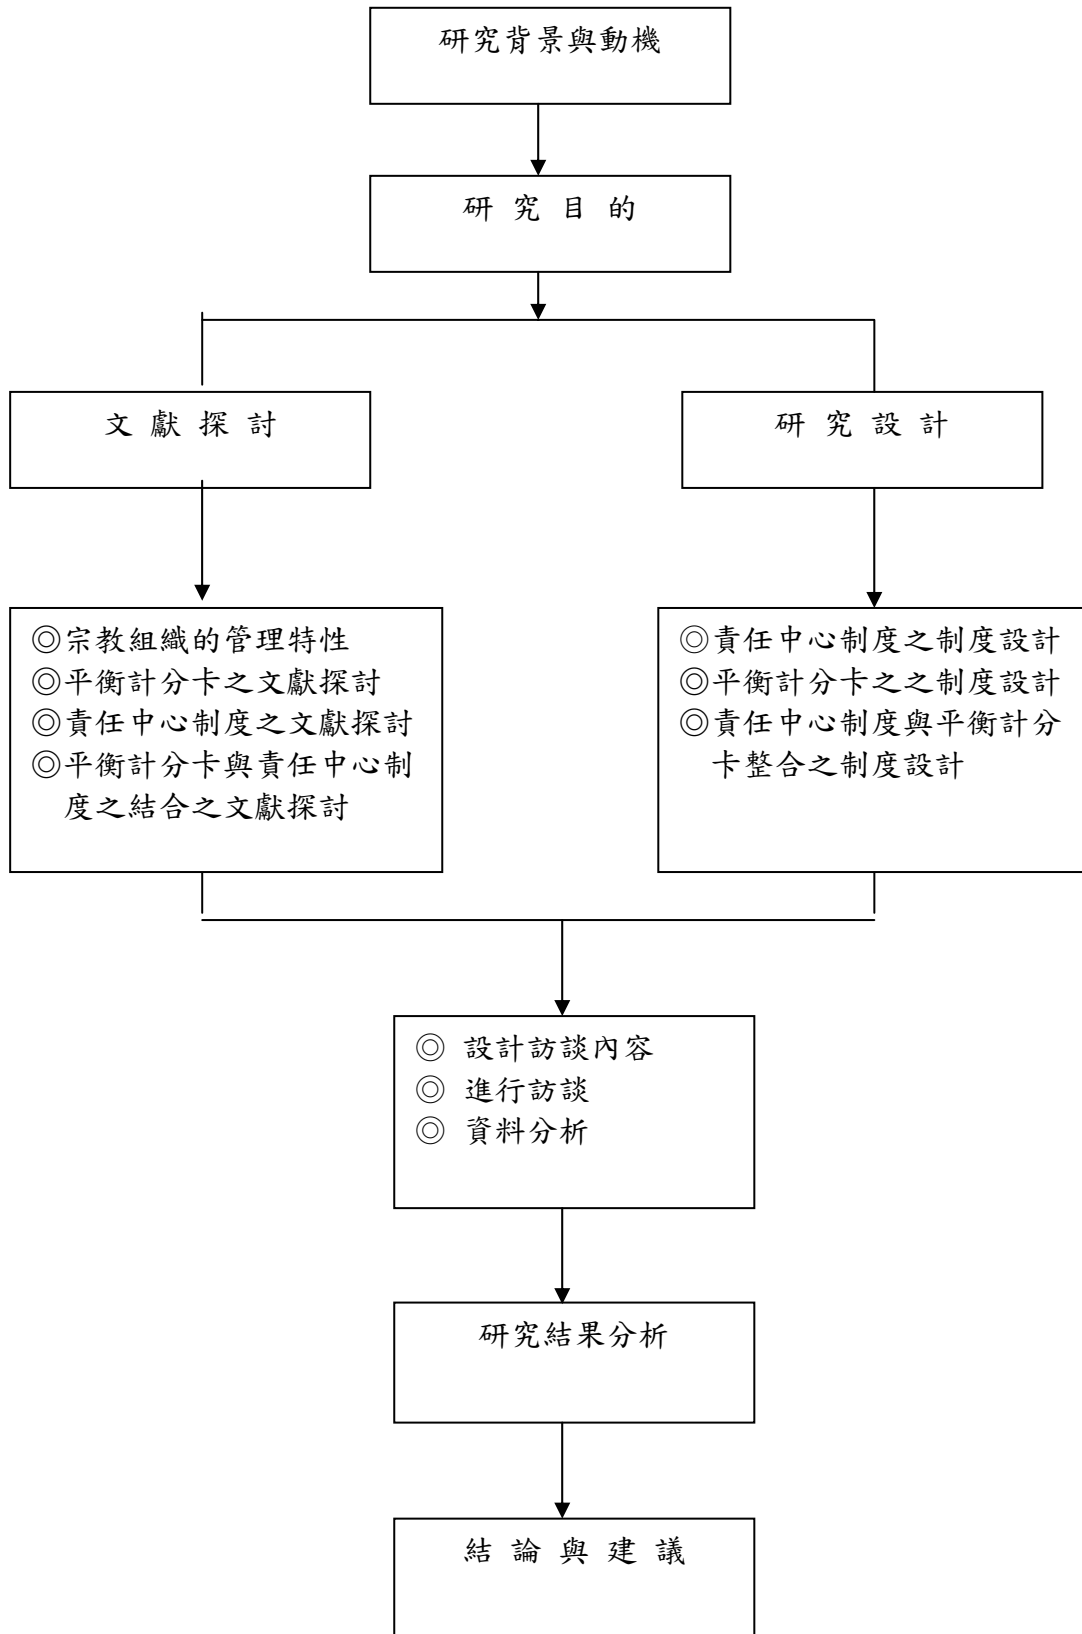 研究背景與動機
研 究 目 的
文 獻 探 討
研 究 設 計
◎宗教組織的管理特性
◎平衡計分卡之文獻探討
◎責任中心制度之文獻探討
◎平衡計分卡與責任中心制
度之結合之文獻探討
◎責任中心制度之制度設計
◎平衡計分卡之之制度設計
◎責任中心制度與平衡計分
卡整合之制度設計
◎ 設計訪談內容
◎ 進行訪談
◎ 資料分析
研究結果分析
結 論 與 建 議